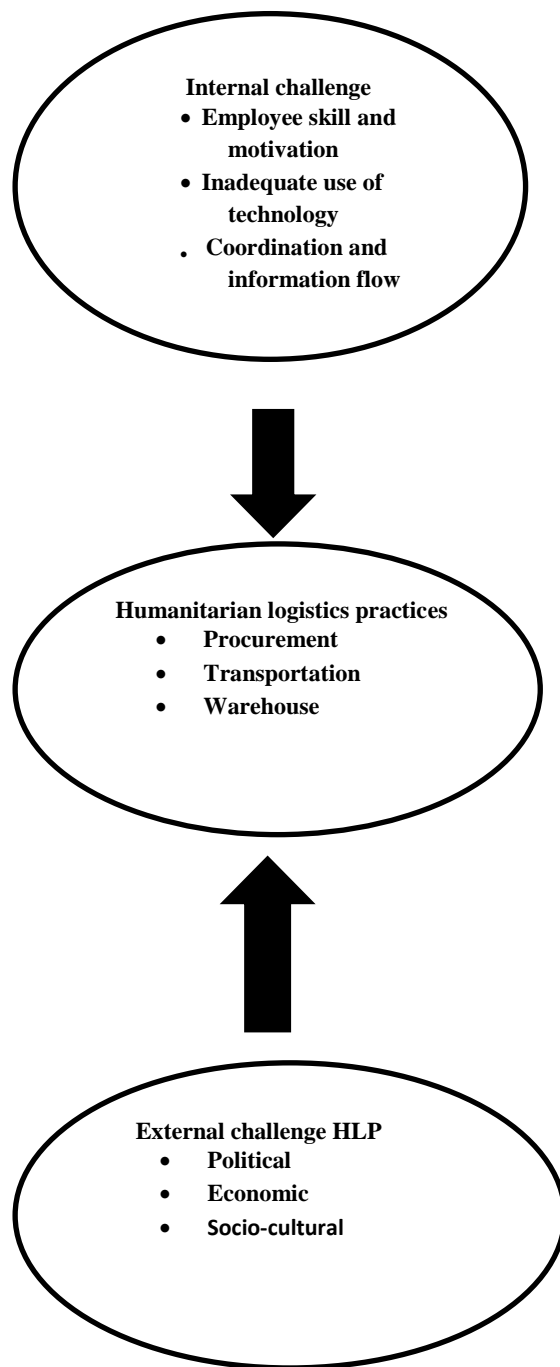 Internal challenge
• Employee skill and
motivation
• Inadequate use of
technology
• Coordination and
information flow
Humanitarian logistics practices
• Procurement
• Transportation
• Warehouse
External challenge HLP
• Political
• Economic
• Socio-cultural